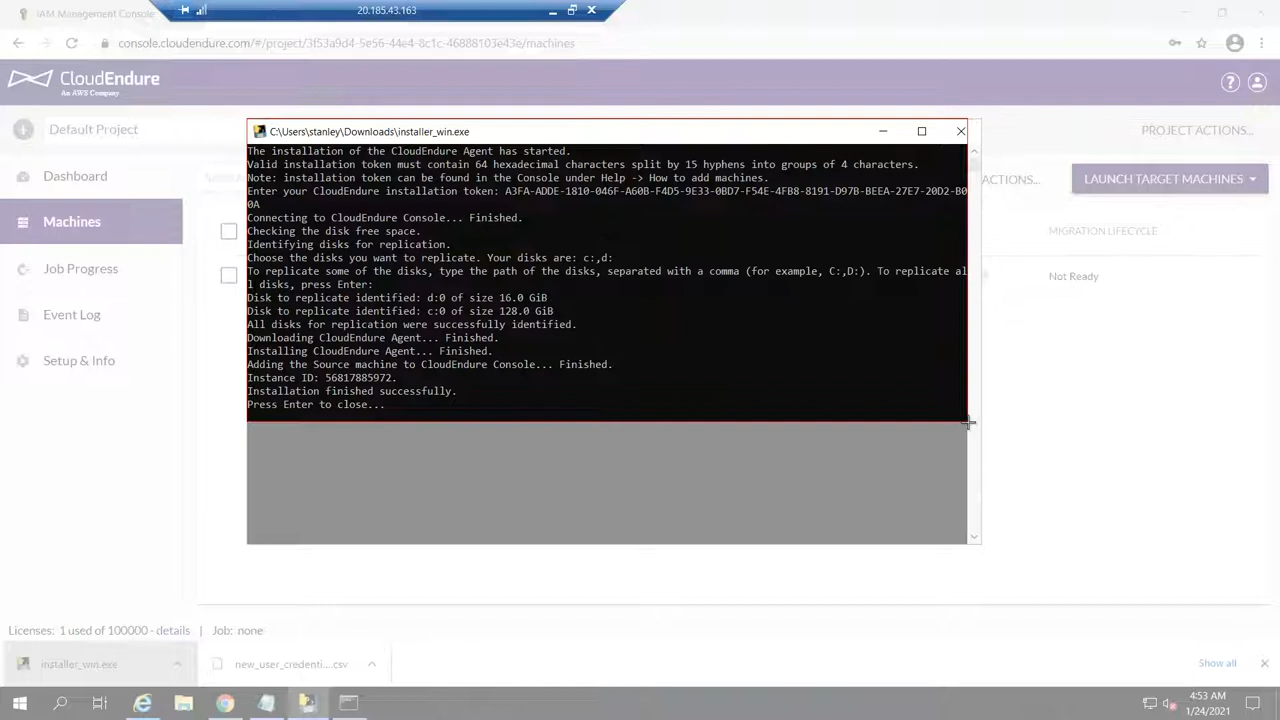 IAM Management Console
20.185.43.163
console.cloudendure.com/#/project/3f53a9d4-5e56-44e4-8c1c-46888103e43e/machines
CloudEndure
An AWS Company
Default Project
PROJECT ACTIONS...
Dashboard
Machines
Job Progress
Event Log
Setup & Info
ACTIONS...
LAUNCH TARGET MACHINES
MIGRATION LIFECYCLE
Not Ready
C:\Users\stanley\Downloads\installer_win.exe
The installation of the CloudEndure Agent has started.
Valid installation token must contain 64 hexadecimal characters split by 15 hyphens into groups of 4 characters.
Note: installation token can be found in the Console under Help -> How to add machines.
Enter your CloudEndure installation token: A3FA-ADDE-1810-046F-A60B-F4D5-9E33-0BD7-F54E-4FB8-8191-D97B-BEEA-27E7-20D2-B0
0A
Connecting to CloudEndure Console... Finished.
Checking the disk free space.
Identifying disks for replication.
Choose the disks you want to replicate. Your disks are: c:,d:
To replicate some of the disks, type the path of the disks, separated with a comma (for example, C:,D:). To replicate al
l disks, press Enter:
Disk to replicate identified: d:0 of size 16.0 GiB
Disk to replicate identified: c:0 of size 128.0 GiB
All disks for replication were successfully identified.
Downloading CloudEndure Agent... Finished.
Installing CloudEndure Agent... Finished.
Adding the Source machine to CloudEndure Console... Finished.
Instance ID: 56817885972.
Installation finished successfully.
Press Enter to close...
Licenses: 1 used of 100000 - details | Job: none
installer_win.exe
new_user_credenti....csv
Show all
4:53 AM
1/24/2021